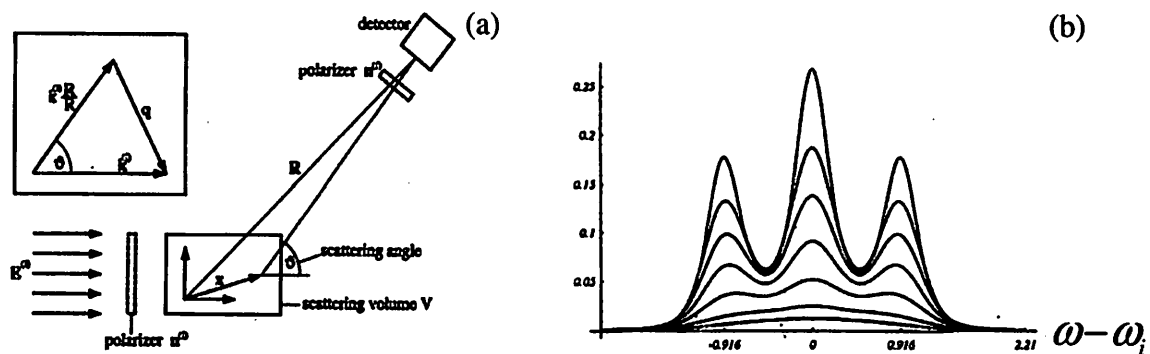 (a)
detector
polarizer
q
ϑ
R
scattering angle
ϑ
x
scattering volume V
polarizer
(b)
0.25
0.2
0.15
0.1
0.05
-0.916
0
0.916
2.21
ω−ωi